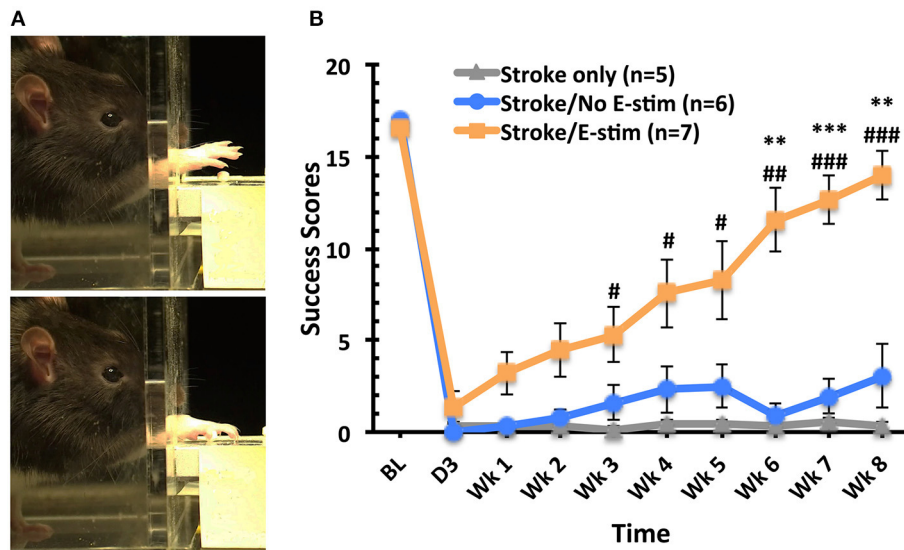 A
B
Success Scores
20
15
10
5
0
Stroke only (n=5)
Stroke/No E-stim (n=6)
Stroke/E-stim (n=7)
#
#
#
**
##
***
###
**
###
BL
D3
Wk 1
Wk 2
Wk 3
Wk 4
Wk 5
Wk 6
Wk 7
Wk 8
Time